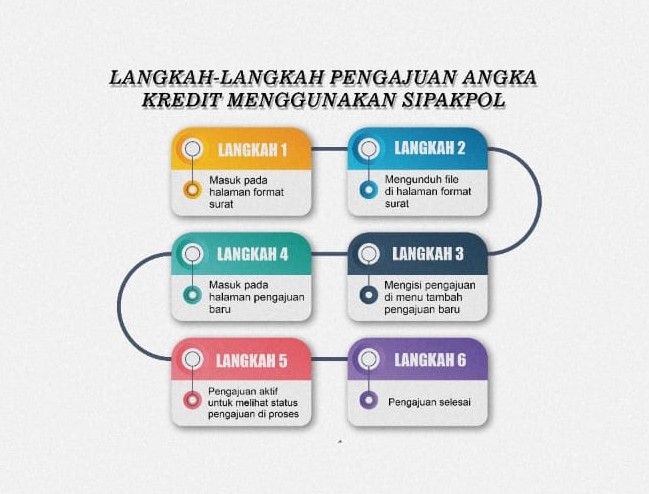 LANGKAH-LANGKAH PENGAJUAN ANGKA
KREDIT MENGGUNAKAN SIPAKPOL
LANGKAH 1
Masuk pada
halaman format
surat
LANGKAH 2
Mengunduh file
di halaman format
surat
LANGKAH 3
Mengisi pengajuan
di menu tambah
pengajuan baru
LANGKAH 4
Masuk pada
halaman pengajuan
baru
LANGKAH 5
Pengajuan aktif
untuk melihat status
pengajuan di proses
LANGKAH 6
Pengajuan selesai